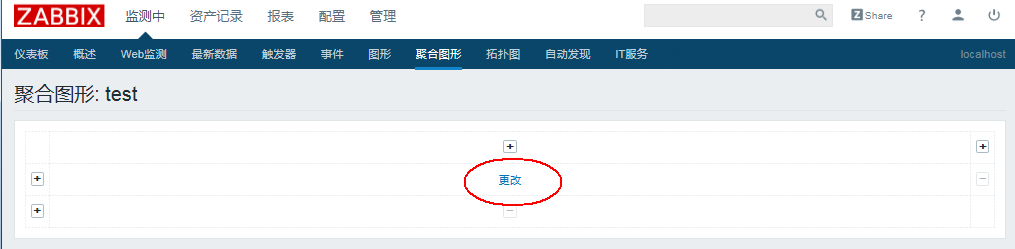 ZABBIX 监测中 资产记录 报表 配置 管理 Z Share ?
仪表板 概述 Web监测 最新数据 触发器 事件 图形 聚合图形 拓扑图 自动发现 IT服务 localhost
聚合图形: test
+ +
+ 更改 −
+ −